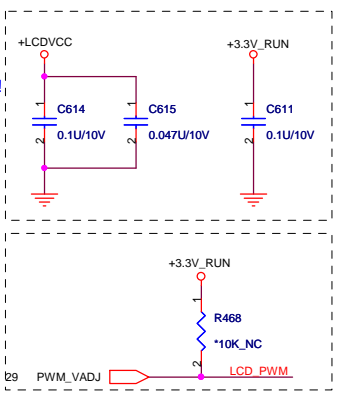 +LCDVCC
+3.3V_RUN
1 C614
0.1U/10V
2
1 C615
0.047U/10V
2
1 C611
0.1U/10V
2
+3.3V_RUN
1
R468
*10K_NC
2
29 PWM_VADJ LCD_PWM